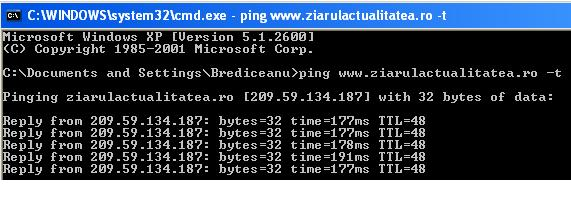 C:\WINDOWS\system32\cmd.exe - ping www.ziarulactualitatea.ro -t
Microsoft Windows XP [Version 5.1.2600]
(C) Copyright 1985-2001 Microsoft Corp.
C:\Documents and Settings\Brediceanu>ping www.ziarulactualitatea.ro -t
Pinging ziarulactualitatea.ro [209.59.134.187] with 32 bytes of data:
Reply from 209.59.134.187: bytes=32 time=177ms TTL=48
Reply from 209.59.134.187: bytes=32 time=177ms TTL=48
Reply from 209.59.134.187: bytes=32 time=178ms TTL=48
Reply from 209.59.134.187: bytes=32 time=191ms TTL=48
Reply from 209.59.134.187: bytes=32 time=177ms TTL=48